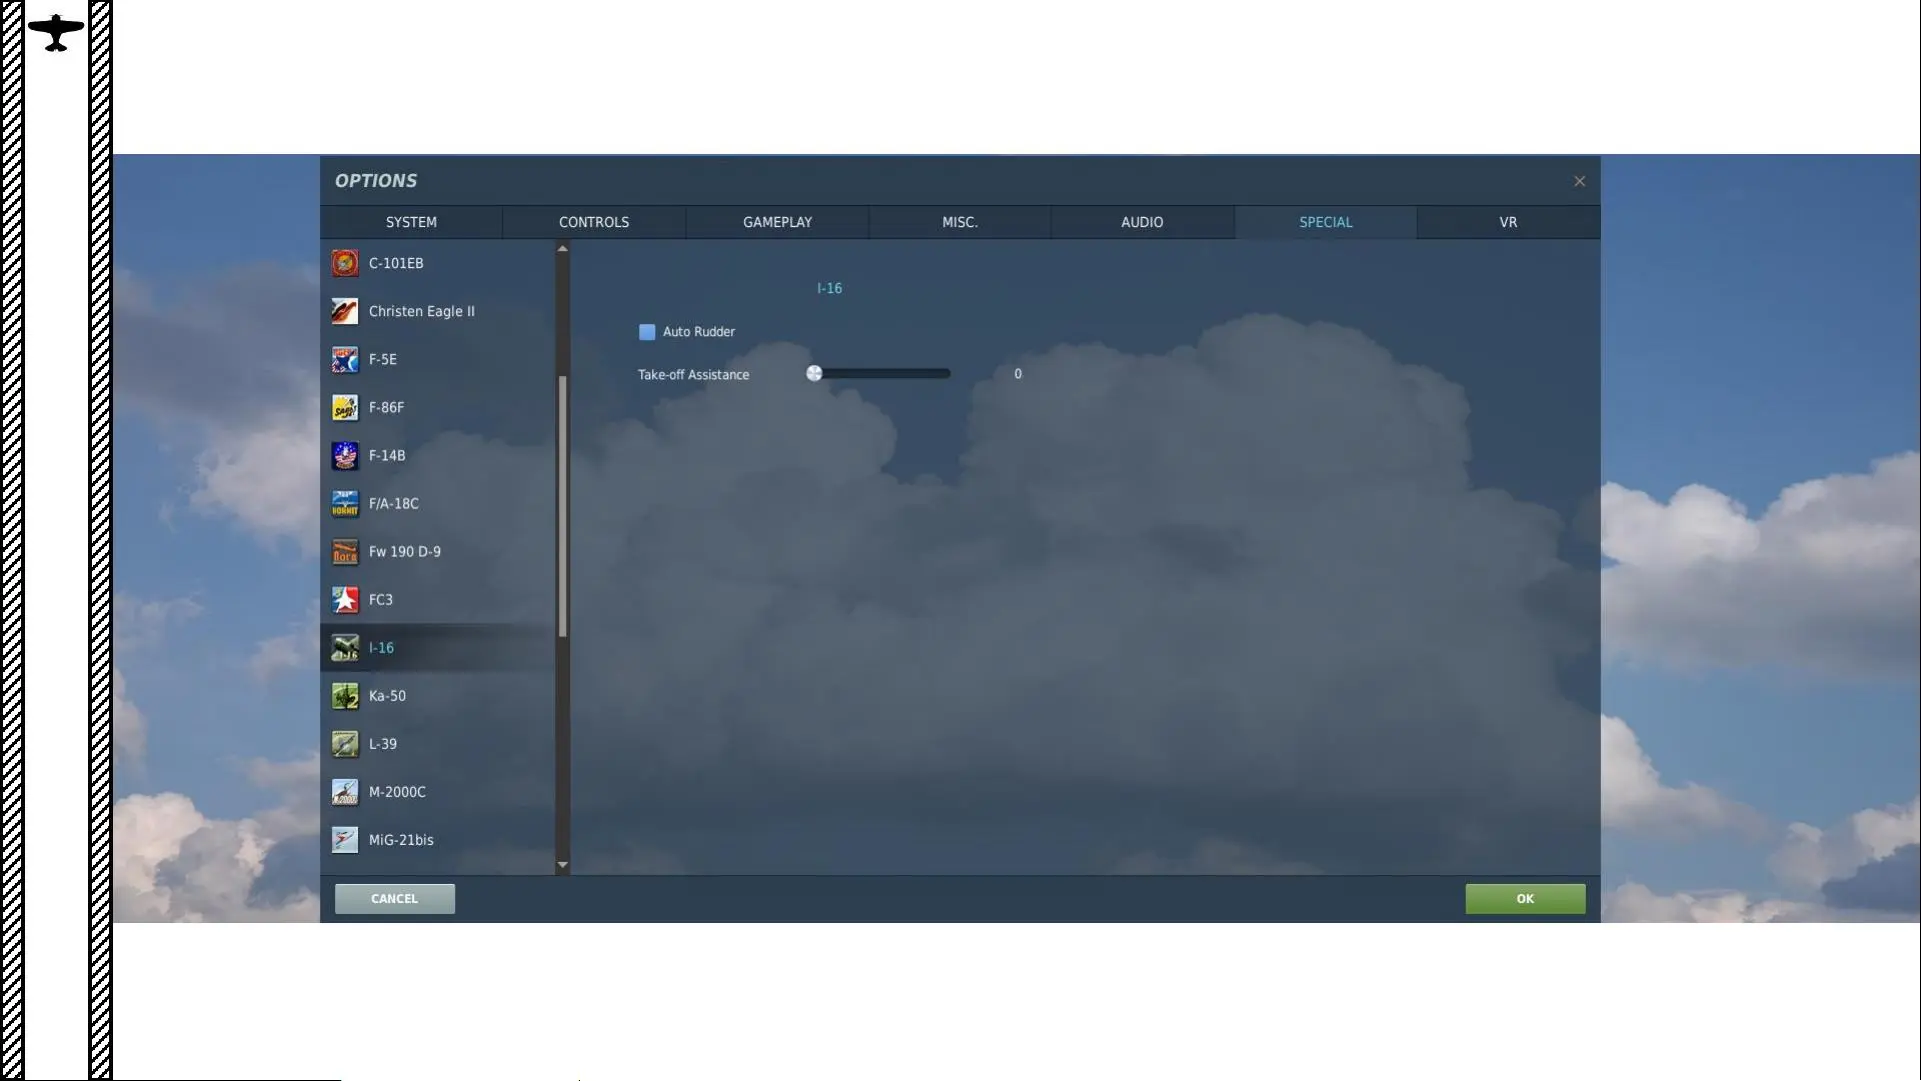 OPTIONS
SYSTEM
CONTROLS
GAMEPLAY
MISC.
AUDIO
SPECIAL
VR
C-101EB
Christen Eagle II
F-5E
F-86F
F-14B
F/A-18C
Fw 190 D-9
FC3
I-16
Ka-50
L-39
M-2000C
MiG-21bis
I-16
Auto Rudder
Take-off Assistance
0
CANCEL
OK